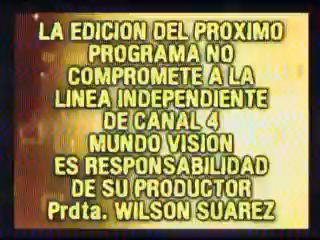 LA EDICION DEL PROXIMO
PROGRAMA NO
COMPROMETE A LA
LINEA INDEPENDIENTE
DE CANAL 4
MUNDO VISION
ES RESPONSABILIDAD
DE SU PRODUCTOR
Prdta. WILSON SUAREZ